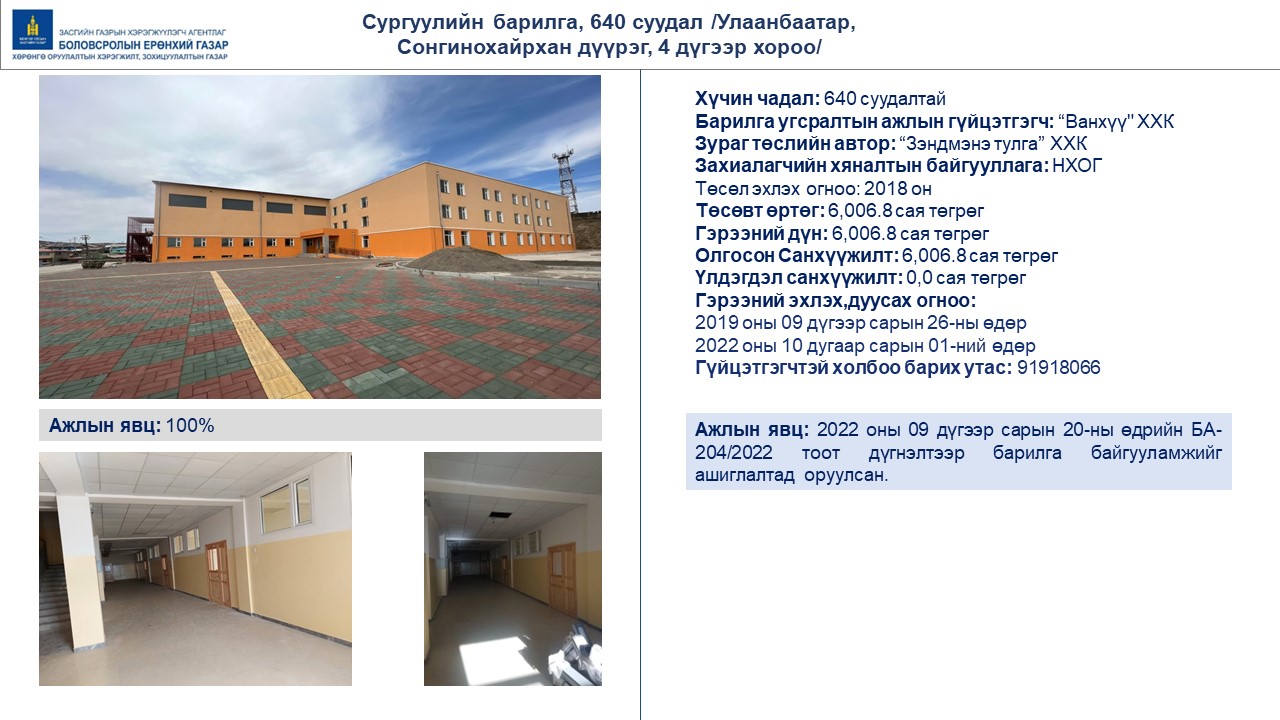 ЗАСГИЙН ГАЗРЫН ХЭРЭГЖҮҮЛЭГЧ АГЕНТЛАГ
БОЛОВСРОЛЫН ЕРӨНХИЙ ГАЗАР
ХӨРӨНГӨ ОРУУЛАЛТЫН ХЭРЭГЖИЛТ, ЗОХИЦУУЛАЛТЫН ГАЗАР
Сургуулийн барилга, 640 суудал /Улаанбаатар,
Сонгинохайрхан дүүрэг, 4 дүгээр хороо/
Ажлын явц: 100%
Хүчин чадал: 640 суудалтай
Барилга угсралтын ажлын гүйцэтгэгч: “Ванхүү" ХХК
Зураг төслийн автор: “Зэндмэнэ тулга” ХХК
Захиалагчийн хяналтын байгууллага: НХОГ
Төсөл эхлэх огноо: 2018 он
Төсөвт өртөг: 6,006.8 сая төгрөг
Гэрээний дүн: 6,006.8 сая төгрөг
Олгосон Санхүүжилт: 6,006.8 сая төгрөг
Үлдэгдэл санхүүжилт: 0,0 сая төгрөг
Гэрээний эхлэх,дуусах огноо:
2019 оны 09 дүгээр сарын 26-ны өдөр
2022 оны 10 дугаар сарын 01-ний өдөр
Гүйцэтгэгчтэй холбоо барих утас: 91918066
Ажлын явц: 2022 оны 09 дүгээр сарын 20-ны өдрийн БА-
204/2022 тоот дүгнэлтээр барилга байгууламжийг
ашиглалтад оруулсан.